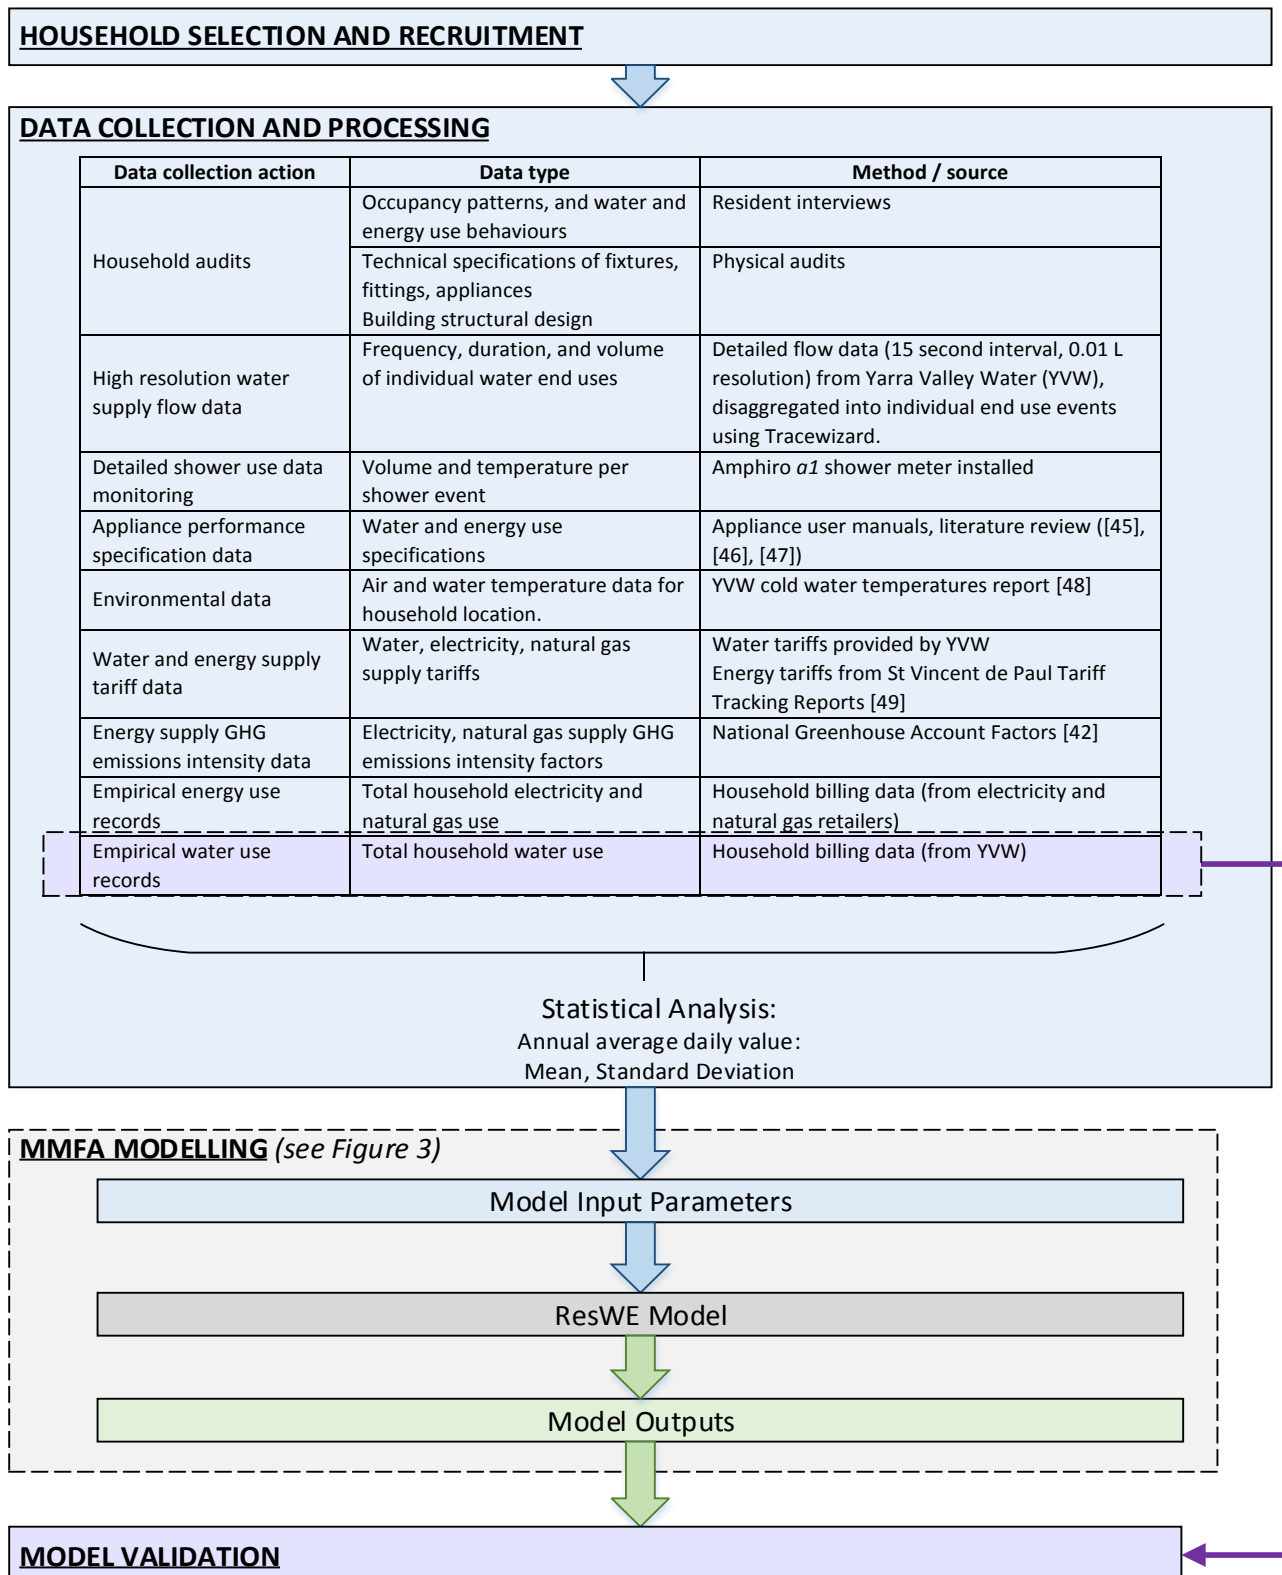 HOUSEHOLD SELECTION AND RECRUITMENT
DATA COLLECTION AND PROCESSING
Data collection action
Data type
Method / source
Household audits
Occupancy patterns, and water and
energy use behaviours
Resident interviews
Technical specifications of fixtures,
fittings, appliances
Building structural design
Physical audits
High resolution water
supply flow data
Frequency, duration, and volume
of individual water end uses
Detailed flow data (15 second interval, 0.01 L
resolution) from Yarra Valley Water (YVW),
disaggregated into individual end use events
using Tracewizard.
Detailed shower use data
monitoring
Volume and temperature per
shower event
Amphiro a1 shower meter installed
Appliance performance
specification data
Water and energy use
specifications
Appliance user manuals, literature review ([45],
[46], [47])
Environmental data
Air and water temperature data for
household location.
YVW cold water temperatures report [48]
Water and energy supply
tariff data
Water, electricity, natural gas
supply tariffs
Water tariffs provided by YVW
Energy tariffs from St Vincent de Paul Tariff
Tracking Reports [49]
Energy supply GHG
emissions intensity data
Electricity, natural gas supply GHG
emissions intensity factors
National Greenhouse Account Factors [42]
Empirical energy use
records
Total household electricity and
natural gas use
Household billing data (from electricity and
natural gas retailers)
Empirical water use
records
Total household water use
Household billing data (from YVW)
Statistical Analysis:
Annual average daily value:
Mean, Standard Deviation
MMFA MODELLING (see Figure 3)
Model Input Parameters
ResWE Model
Model Outputs
MODEL VALIDATION